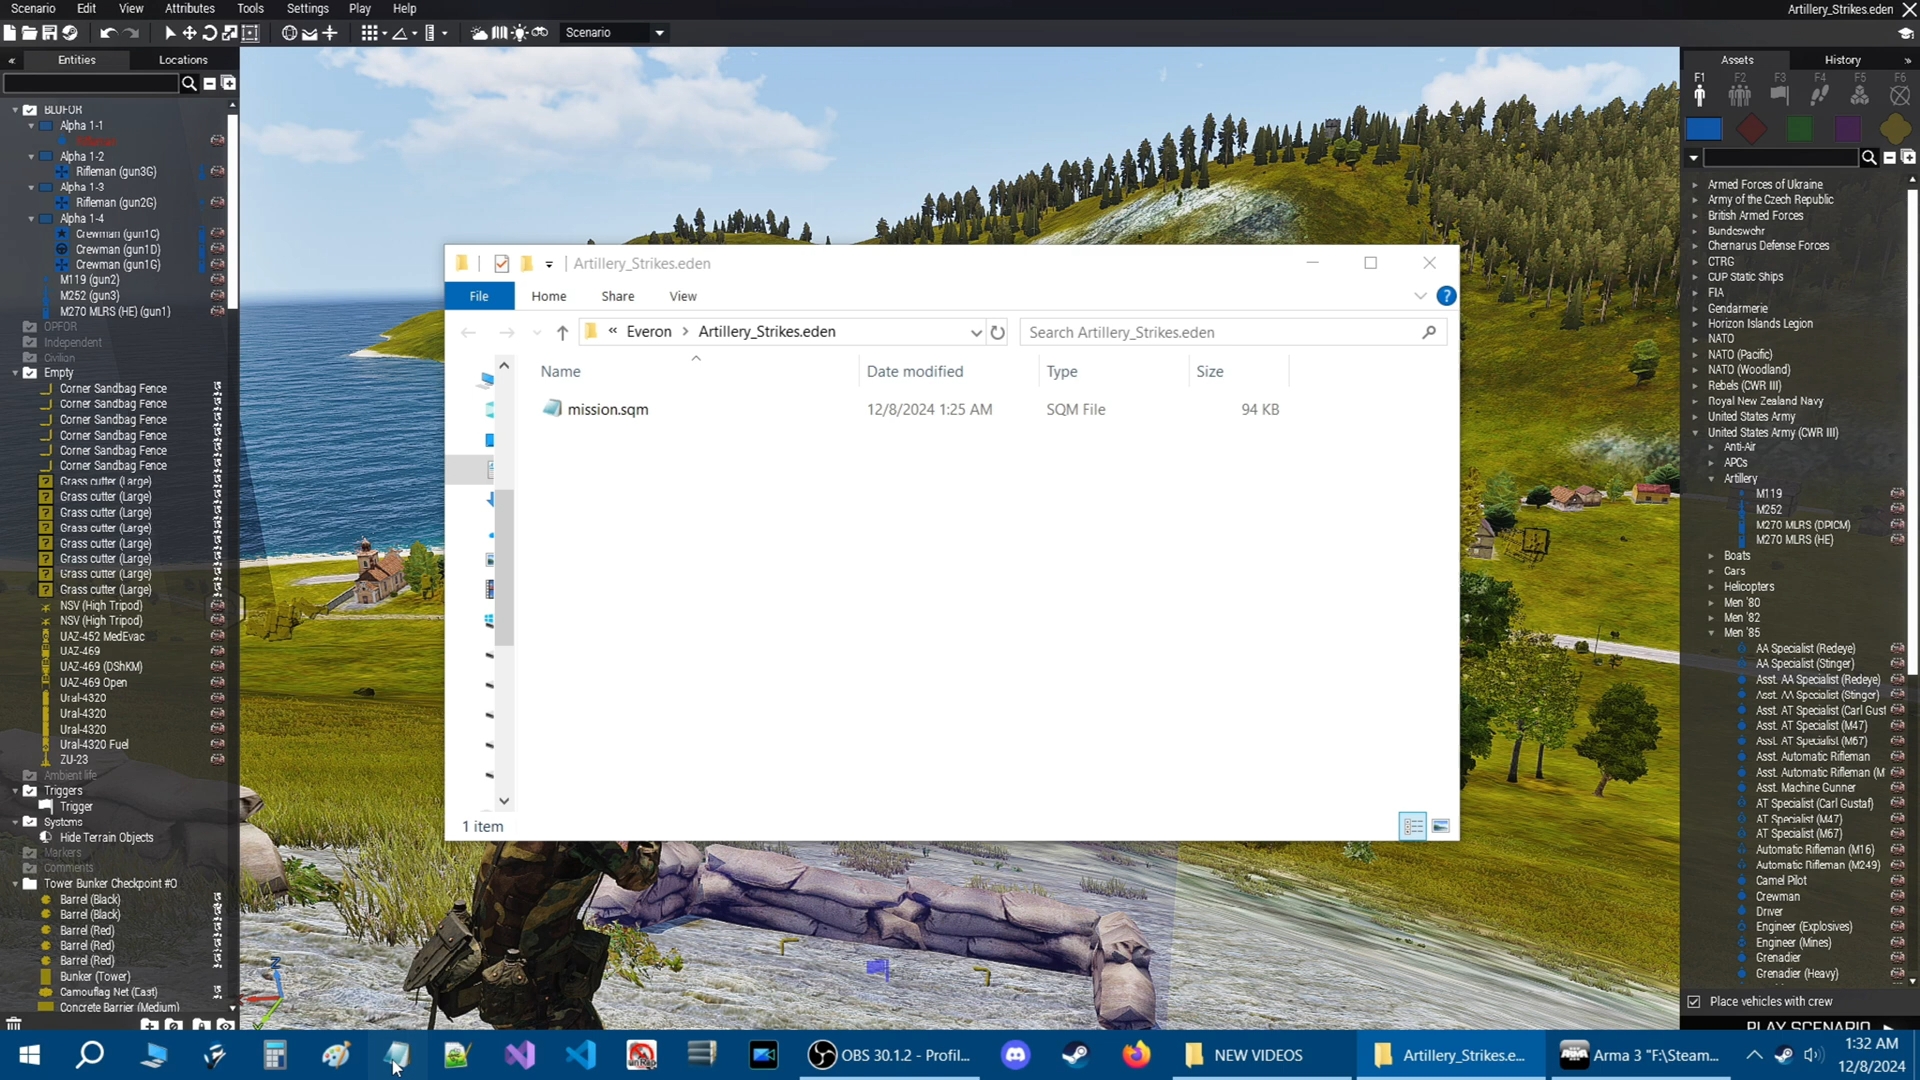 Scenario Edit View Attributes Tools Settings Play Help
Artillery_Strikes.eden
Scenario
Entities Locations
BLUFOR
Alpha 1-1
Alpha 1-2
Rifleman (gun3G)
Alpha 1-3
Rifleman (gun2G)
Alpha 1-4
Crewman (gun1C)
Crewman (gun1D)
Crewman (gun1G)
M119 (gun2)
M252 (gun3)
M270 MLRS (HE) (gun1)
OPFOR
Independent
Civilian
Empty
Corner Sandbag Fence
Corner Sandbag Fence
Corner Sandbag Fence
Corner Sandbag Fence
Corner Sandbag Fence
Corner Sandbag Fence
Grass cutter (Large)
Grass cutter (Large)
Grass cutter (Large)
Grass cutter (Large)
Grass cutter (Large)
Grass cutter (Large)
Grass cutter (Large)
Grass cutter (Large)
NSV (High Tripod)
NSV (High Tripod)
UAZ-452 MedEvac
UAZ-469
UAZ-469 (DShKM)
UAZ-469 Open
Ural-4320
Ural-4320
Ural-4320
Ural-4320 Fuel
ZU-23
Ambient life
Triggers
Trigger
Systems
Hide Terrain Objects
Markers
Comments
Tower Bunker Checkpoint #0
Barrel (Black)
Barrel (Black)
Barrel (Red)
Barrel (Red)
Barrel (Red)
Bunker (Tower)
Camouflag Net (East)
Concrete Barrier (Medium)
Z
Artillery_Strikes.eden
File Home Share View
?
« Everon > Artillery_Strikes.eden
Search Artillery_Strikes.eden
Name Date modified Type Size
mission.sqm 12/8/2024 1:25 AM SQM File 94 KB
1 item
Assets History
F1 F2 F3 F4 F5 F6
Armed Forces of Ukraine
Army of the Czech Republic
British Armed Forces
Bundeswehr
Chernarus Defense Forces
CTRG
CUP Static Ships
FIA
Gendarmerie
Horizon Islands Legion
NATO
NATO (Pacific)
NATO (Woodland)
Rebels (CWR III)
Royal New Zealand Navy
United States Army
United States Army (CWR III)
Anti-Air
APCs
Artillery
M119
M252
M270 MLRS (DPICM)
M270 MLRS (HE)
Boats
Cars
Helicopters
Men '80
Men '82
Men '85
AA Specialist (Redeye)
AA Specialist (Stinger)
Asst. AA Specialist (Redeye)
Asst. AA Specialist (Stinger)
Asst. AT Specialist (Carl Gust
Asst. AT Specialist (M47)
Asst. AT Specialist (M67)
Asst. Automatic Rifleman
Asst. Automatic Rifleman (M
Asst. Machine Gunner
AT Specialist (Carl Gustaf)
AT Specialist (M47)
AT Specialist (M67)
Automatic Rifleman (M16)
Automatic Rifleman (M249)
Camel Pilot
Crewman
Driver
Engineer (Explosives)
Engineer (Mines)
Grenadier
Grenadier (Heavy)
Place vehicles with crew
PLAY SCENARIO
OBS 30.1.2 - Profil...
NEW VIDEOS
Artillery_Strikes.e...
Arma 3 "F:\Steam...
1:32 AM
12/8/2024